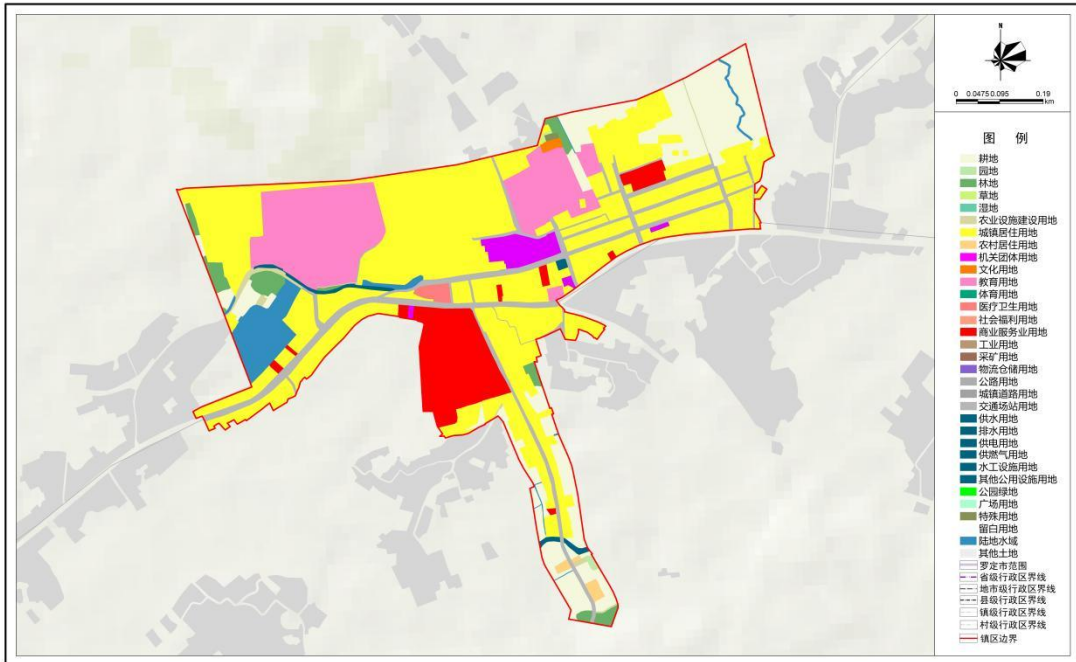 N
0 0.0475 0.095 0.19
km
图 例
耕地
园地
林地
草地
湿地
农业设施建设用地
城镇居住用地
农村居住用地
机关团体用地
文化用地
教育用地
体育用地
医疗卫生用地
社会福利用地
商业服务业用地
工业用地
采矿用地
物流仓储用地
公路用地
城镇道路用地
交通场站用地
供水用地
排水用地
供电用地
供燃气用地
水工设施用地
其他公用设施用地
公园绿地
广场用地
特殊用地
留白用地
陆地水域
其他土地
罗定市范围
省级行政区界线
地市级行政区界线
县级行政区界线
镇级行政区界线
村级行政区界线
镇区边界